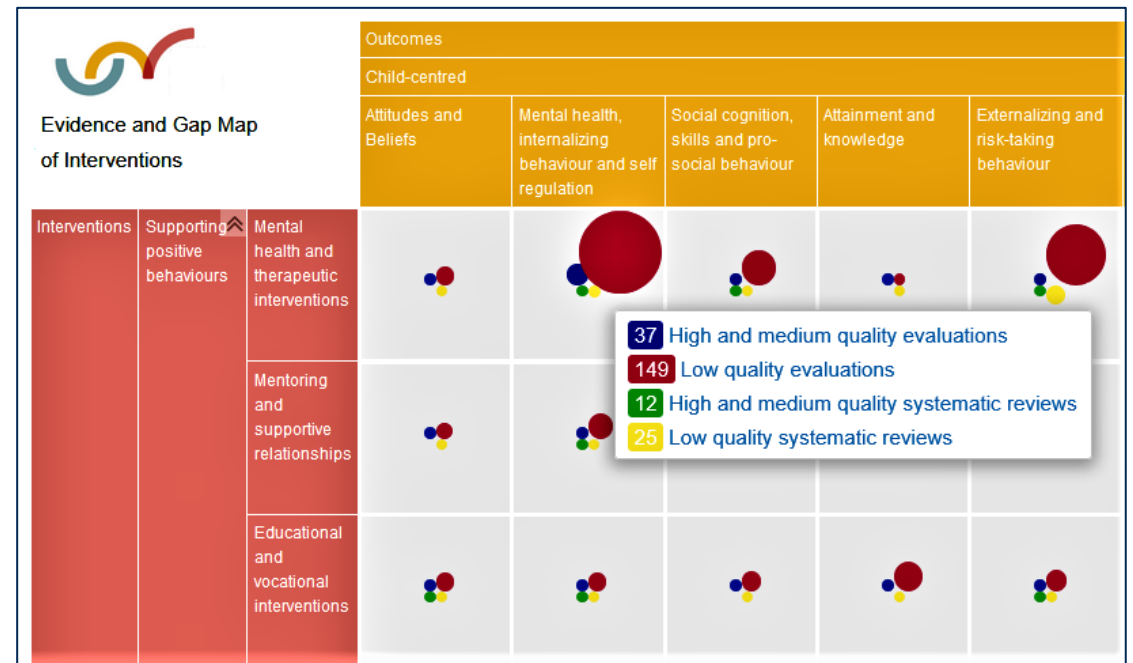 Outcomes
Child-centred
Evidence and Gap Map
of Interventions
Attitudes and
Beliefs
Mental health,
internalizing
behaviour and self
regulation
Social cognition,
skills and pro-
social behaviour
Attainment and
knowledge
Externalizing and
risk-taking
behaviour
Interventions
Supporting
positive
behaviours
Mental
health and
therapeutic
interventions
37 High and medium quality evaluations
149 Low quality evaluations
12 High and medium quality systematic reviews
25 Low quality systematic reviews
Mentoring
and
supportive
relationships
Educational
and
vocational
interventions